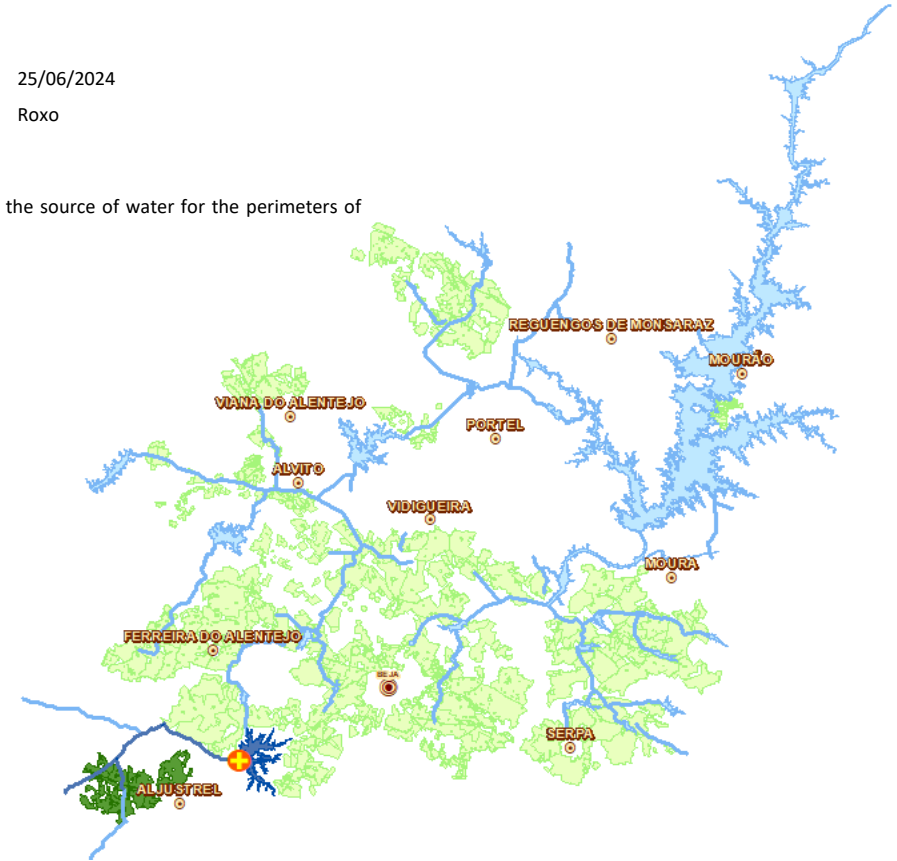 25/06/2024
Roxo
the source of water for the perimeters of
REGUENGOS DE MONSARAZ
MOURÃO
VIANA DO ALENTEJO
PORTEL
ALVITO
VIDIGUEIRA
MOURA
FERREIRA DO ALENTEJO
BEJA
SERPA
ALJUSTREL